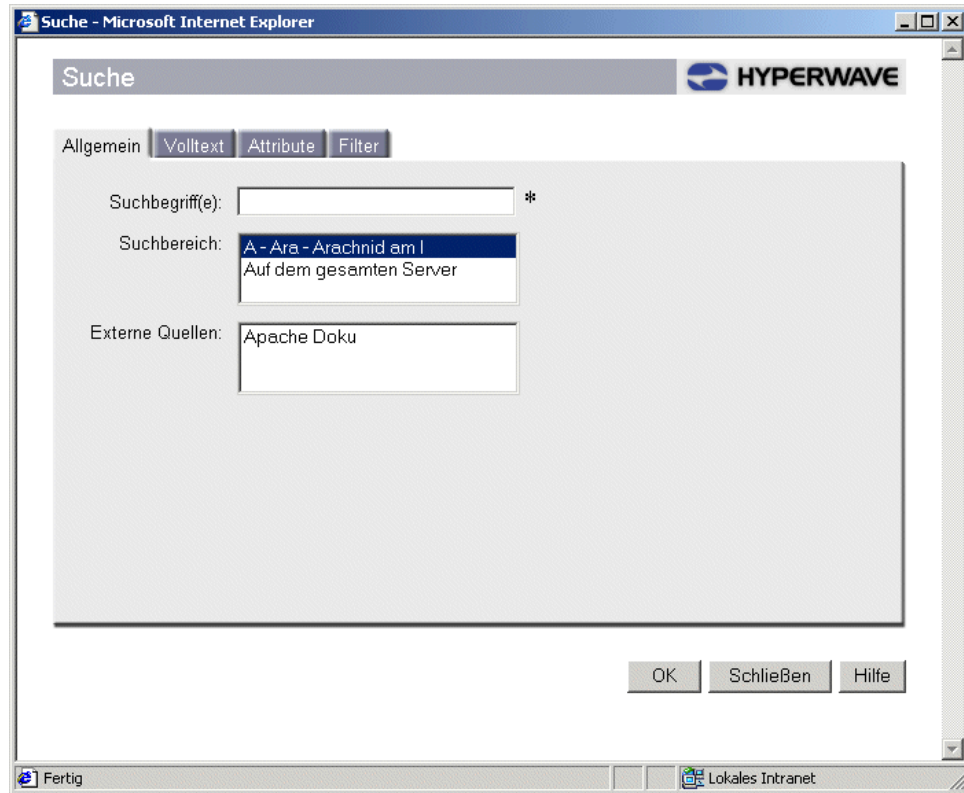 Suche - Microsoft Internet Explorer
Suche HYPERWAVE
Allgemein Volltext Attribute Filter
Suchbegriff(e): *
Suchbereich: A - Ara - Arachnid am I
Auf dem gesamten Server
Externe Quellen: Apache Doku
OK Schließen Hilfe
Fertig Lokales Intranet